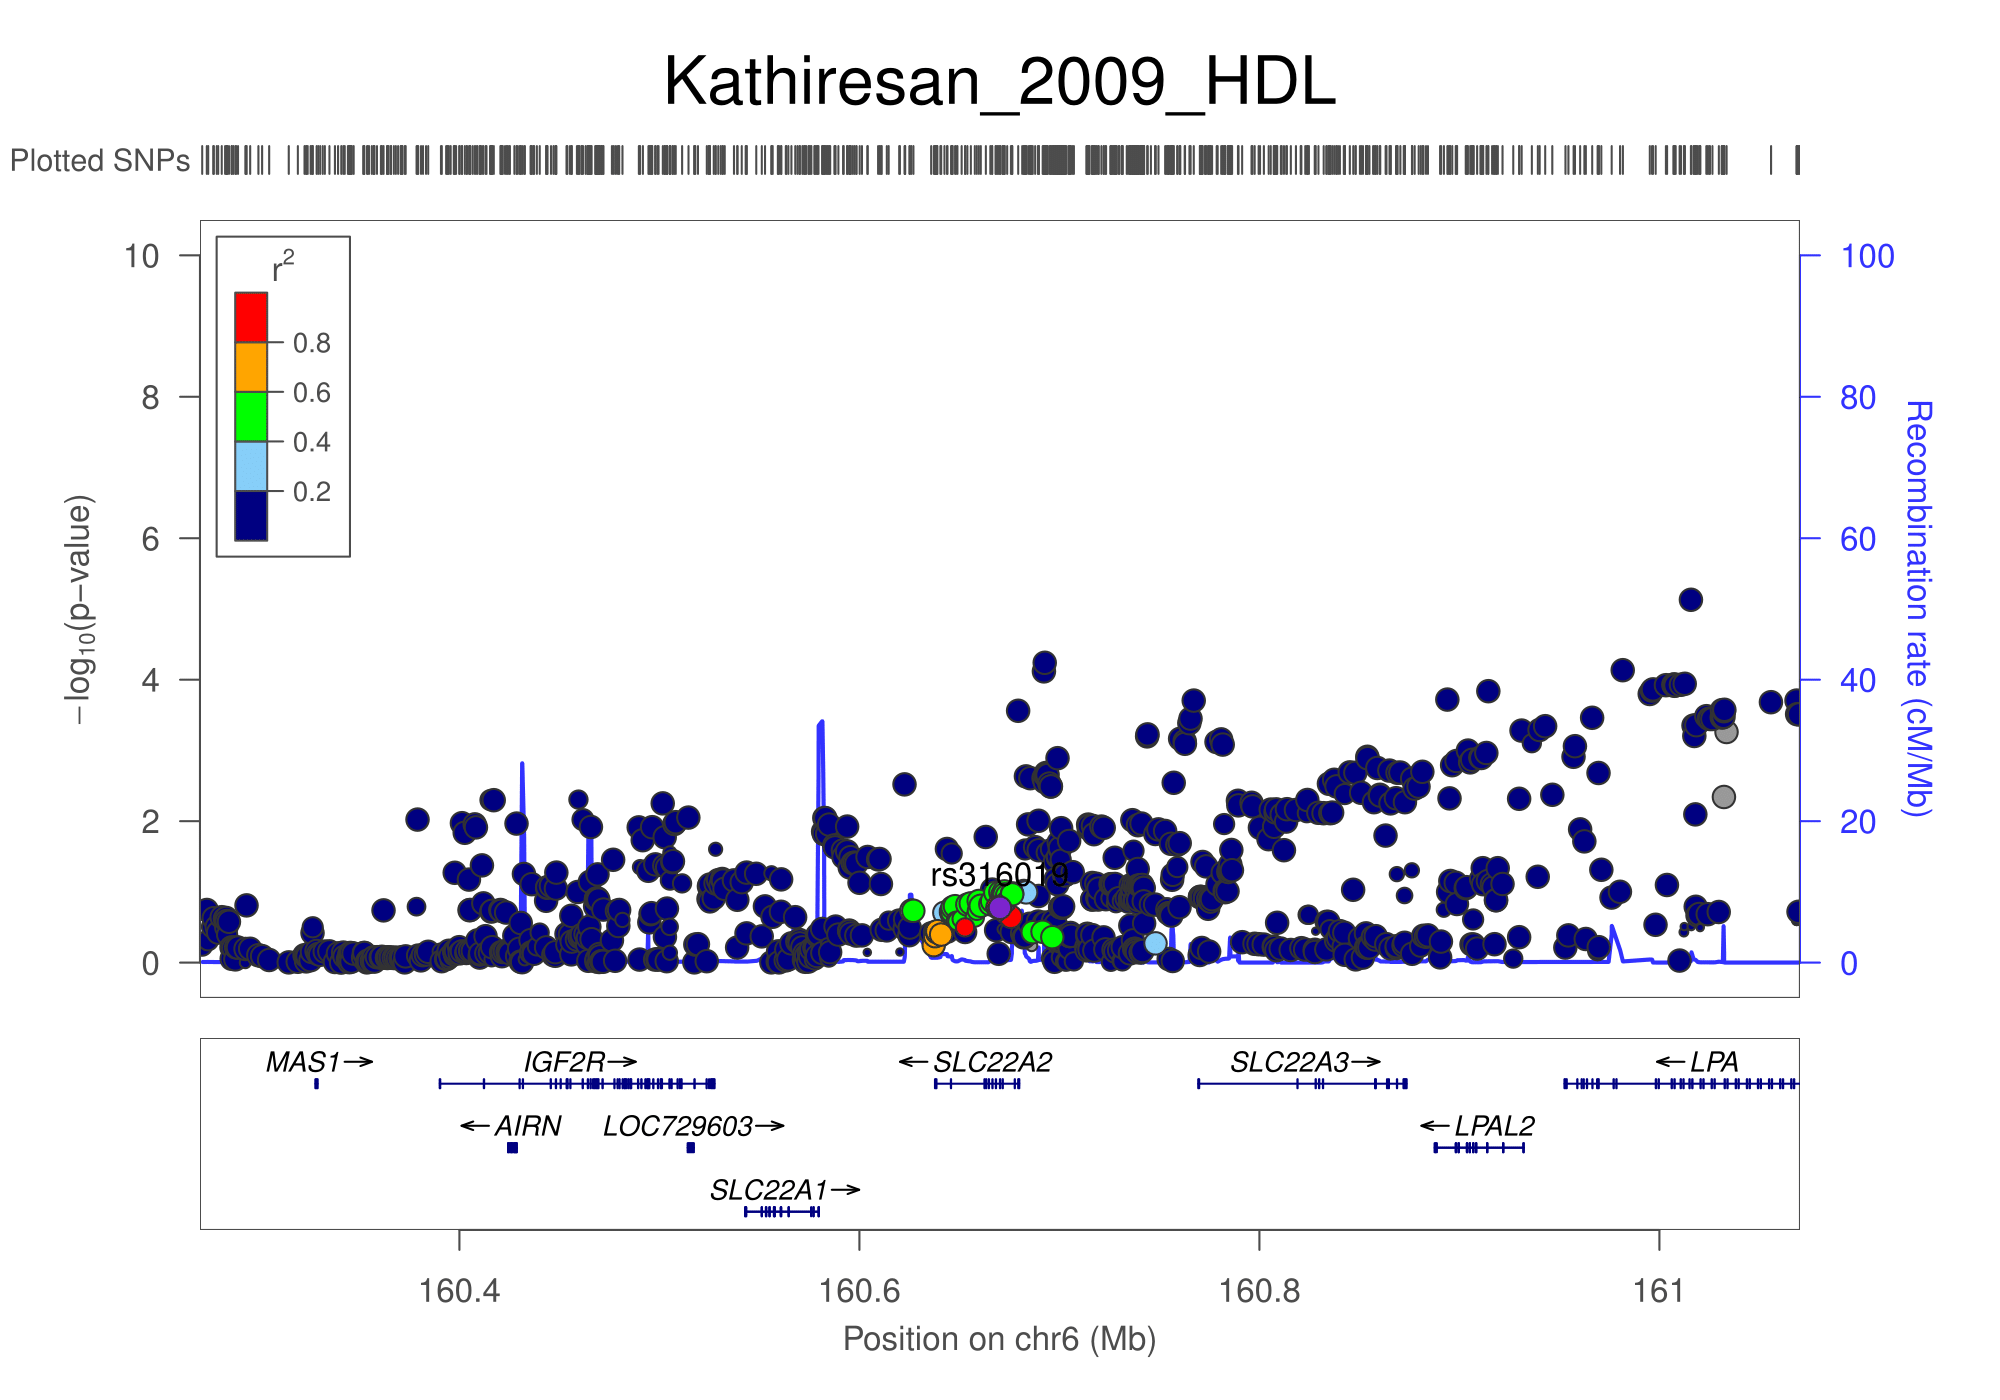 Kathiresan_2009_HDL
Plotted SNPs
r²
0.8
0.6
0.4
0.2
10
8
6
4
2
0
−log₁₀(p−value)
100
80
60
40
20
0
Recombination rate (cM/Mb)
rs316019
MAS1→
IGF2R→
←SLC22A2
SLC22A3→
←LPA
←AIRN
LOC729603→
←LPAL2
SLC22A1→
160.4
160.6
160.8
161
Position on chr6 (Mb)